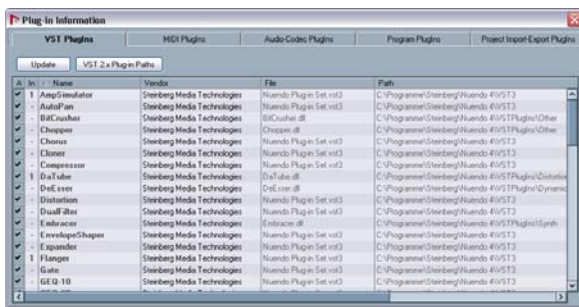 Plug-in Information
VST PlugIns MIDI PlugIns Audio-Codec PlugIns Program PlugIns Project Import-Export PlugIns
Update VST 2.x Plug-in Paths
A In Name Vendor File Path
1 AmpSimulator Steinberg Media Technologies Nuendo Plug-in Set.vst3 C:\Programme\Steinberg\Nuendo 4\VST3
- AutoPan Steinberg Media Technologies Nuendo Plug-in Set.vst3 C:\Programme\Steinberg\Nuendo 4\VST3
- BitCrusher Steinberg Media Technologies BitCrusher.dll C:\Programme\Steinberg\Nuendo 4\VSTPlugIns\Other
- Chopper Steinberg Media Technologies Chopper.dll C:\Programme\Steinberg\Nuendo 4\VSTPlugIns\Other
- Chorus Steinberg Media Technologies Nuendo Plug-in Set.vst3 C:\Programme\Steinberg\Nuendo 4\VST3
- Cloner Steinberg Media Technologies Nuendo Plug-in Set.vst3 C:\Programme\Steinberg\Nuendo 4\VST3
- Compressor Steinberg Media Technologies Nuendo Plug-in Set.vst3 C:\Programme\Steinberg\Nuendo 4\VST3
1 DaTube Steinberg Media Technologies DaTube.dll C:\Programme\Steinberg\Nuendo 4\VSTPlugIns\Distortion
- DeEsser Steinberg Media Technologies DeEsser.dll C:\Programme\Steinberg\Nuendo 4\VSTPlugIns\Dynamic
- Distortion Steinberg Media Technologies Nuendo Plug-in Set.vst3 C:\Programme\Steinberg\Nuendo 4\VST3
- DualFilter Steinberg Media Technologies Nuendo Plug-in Set.vst3 C:\Programme\Steinberg\Nuendo 4\VST3
- Embracer Steinberg Media Technologies Embracer.dll C:\Programme\Steinberg\Nuendo 4\VSTPlugIns\Synth
- EnvelopeShaper Steinberg Media Technologies Nuendo Plug-in Set.vst3 C:\Programme\Steinberg\Nuendo 4\VST3
- Expander Steinberg Media Technologies Nuendo Plug-in Set.vst3 C:\Programme\Steinberg\Nuendo 4\VST3
1 Flanger Steinberg Media Technologies Nuendo Plug-in Set.vst3 C:\Programme\Steinberg\Nuendo 4\VST3
- Gate Steinberg Media Technologies Nuendo Plug-in Set.vst3 C:\Programme\Steinberg\Nuendo 4\VST3
- GEQ-10 Steinberg Media Technologies Nuendo Plug-in Set.vst3 C:\Programme\Steinberg\Nuendo 4\VST3